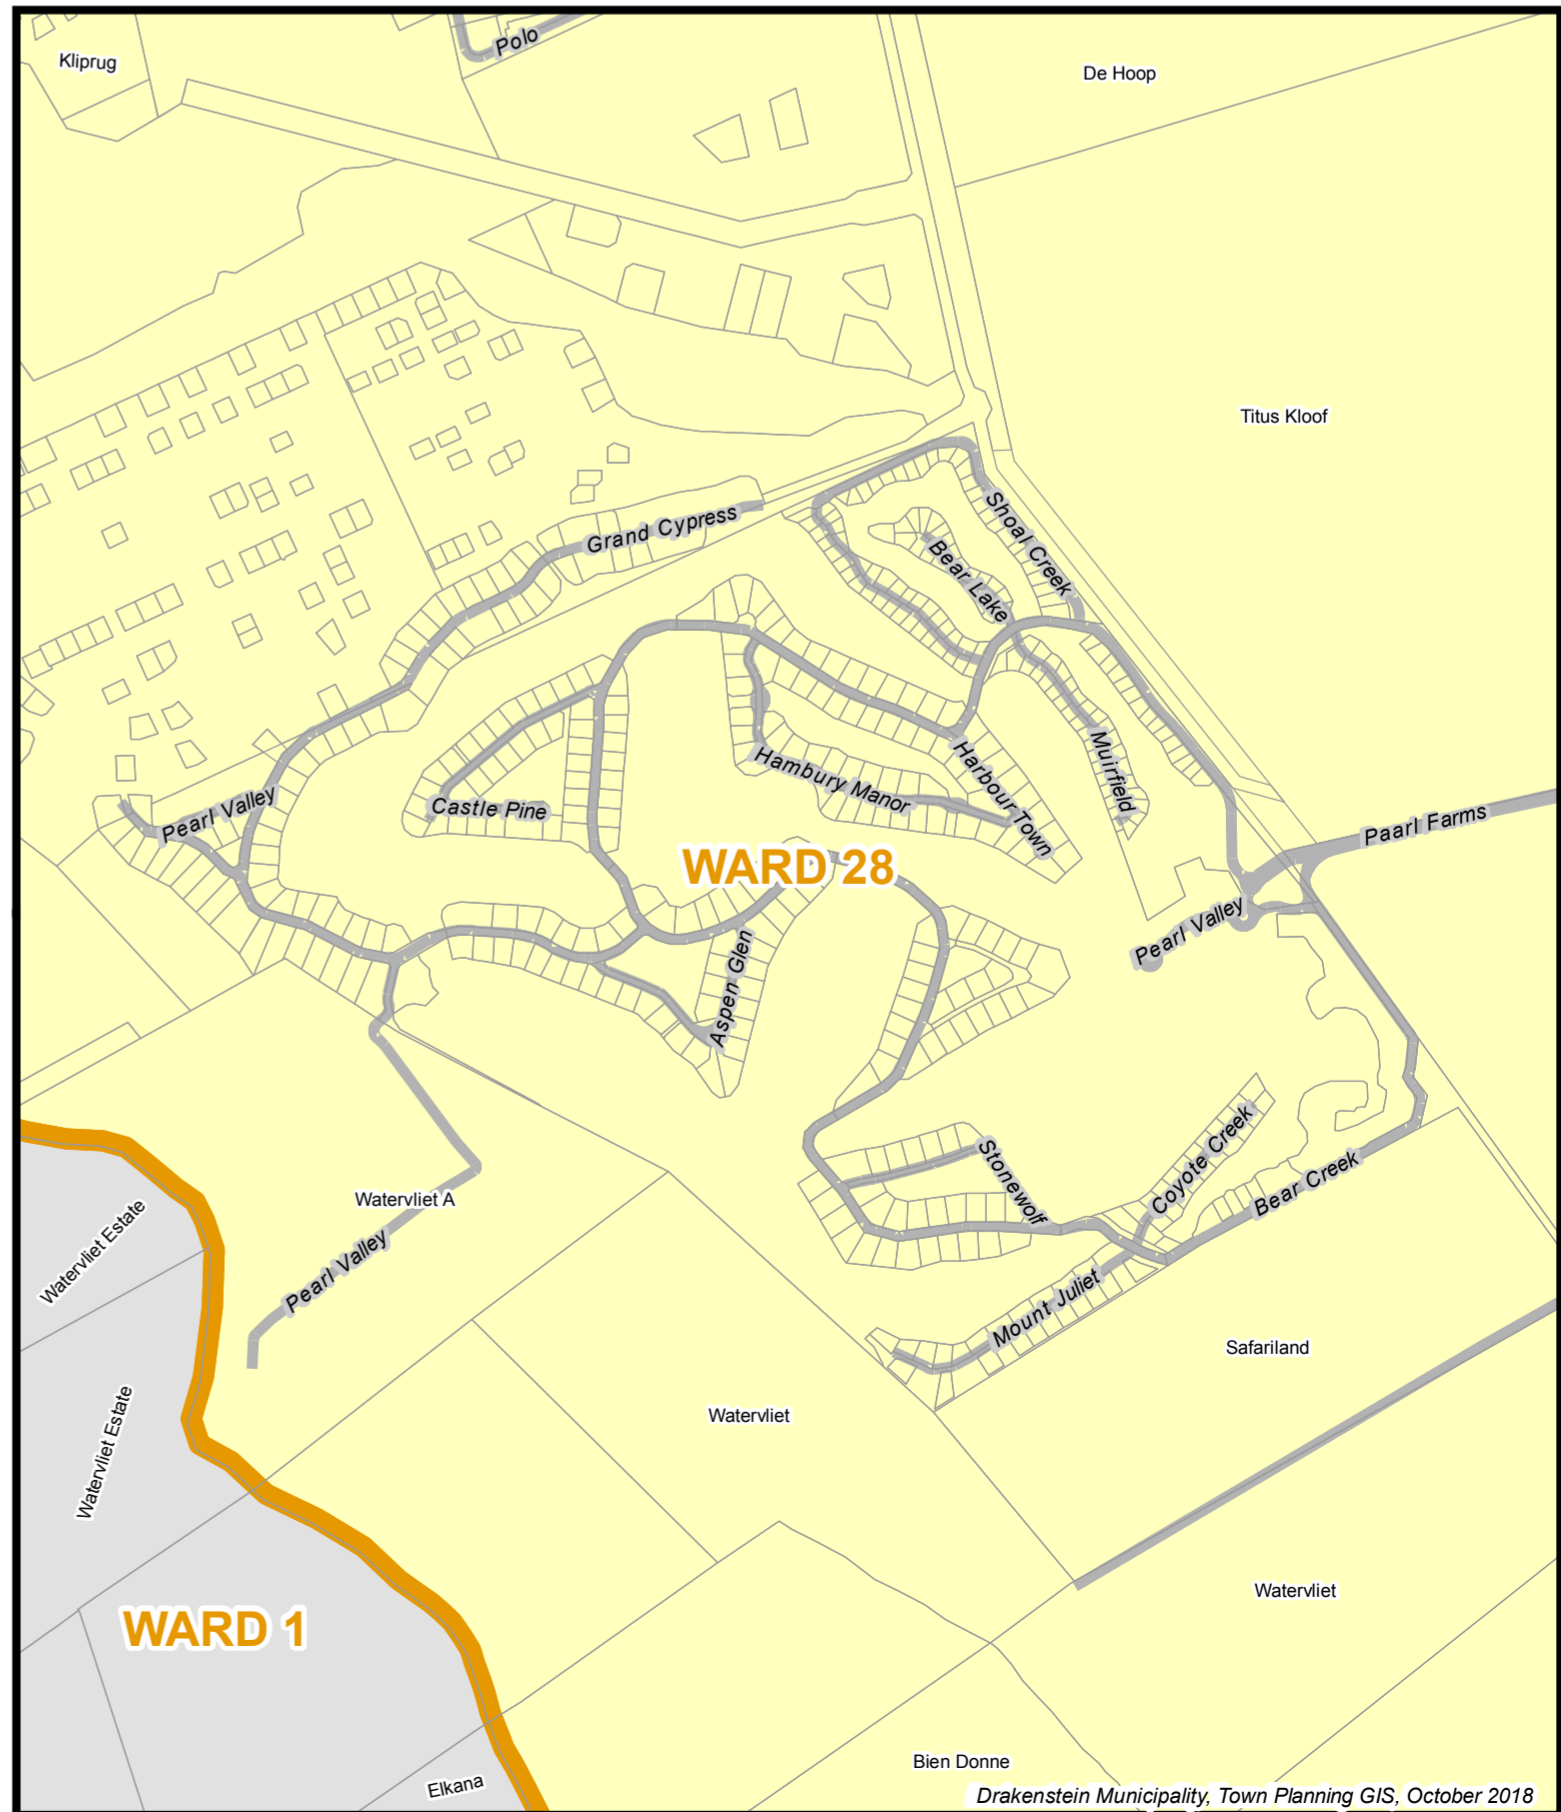 Polo
Kliprug
De Hoop
Titus Kloof
Shoal Creek
Grand Cypress
Bear Lake
Muirfield
Harbour Town
Hambury Manor
Castle Pine
Pearl Valley
Paarl Farms
WARD 28
Pearl Valley
Aspen Glen
Coyote Creek
Stonewolf
Bear Creek
Watervliet A
Watervliet Estate
Pearl Valley
Mount Juliet
Safariland
Watervliet
Watervliet Estate
Watervliet
WARD 1
Bien Donne
Elkana
Drakenstein Municipality, Town Planning GIS, October 2018